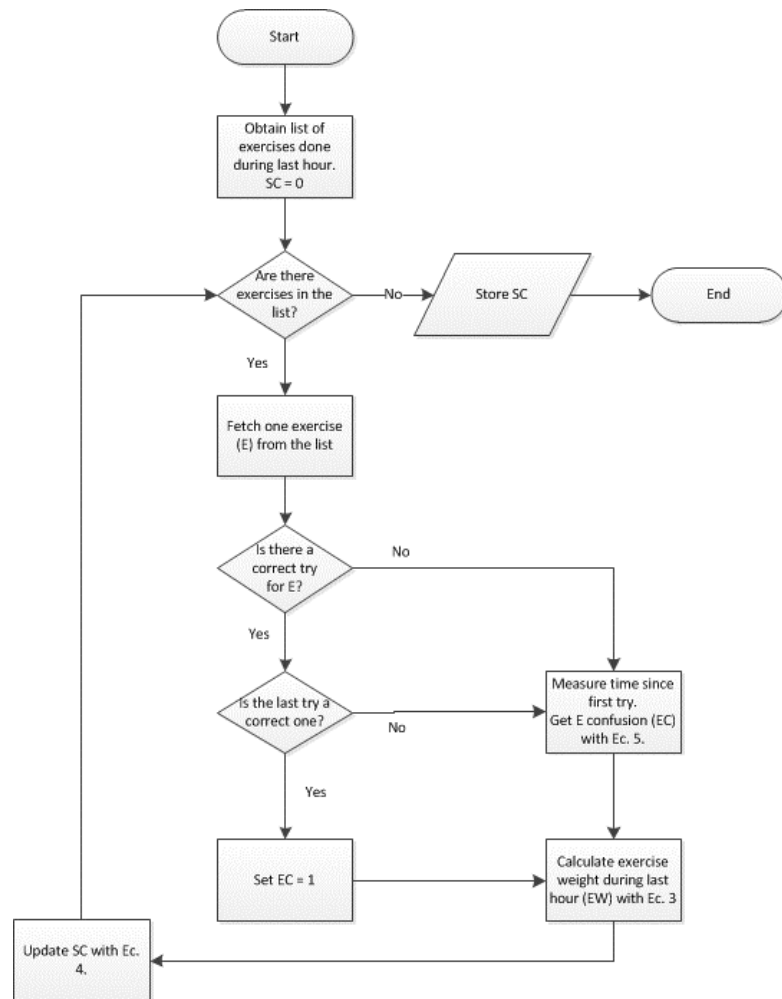 Start
Obtain list of
exercises done
during last hour.
SC = 0
Are there
exercises in the
list?
No
Store SC
End
Yes
Fetch one exercise
(E) from the list
Is there a
correct try
for E?
No
Yes
Is the last try a
correct one?
No
Measure time since
first try.
Get E confusion (EC)
with Ec. 5.
Yes
Set EC = 1
Calculate exercise
weight during last
hour (EW) with Ec. 3
Update SC with Ec.
4.